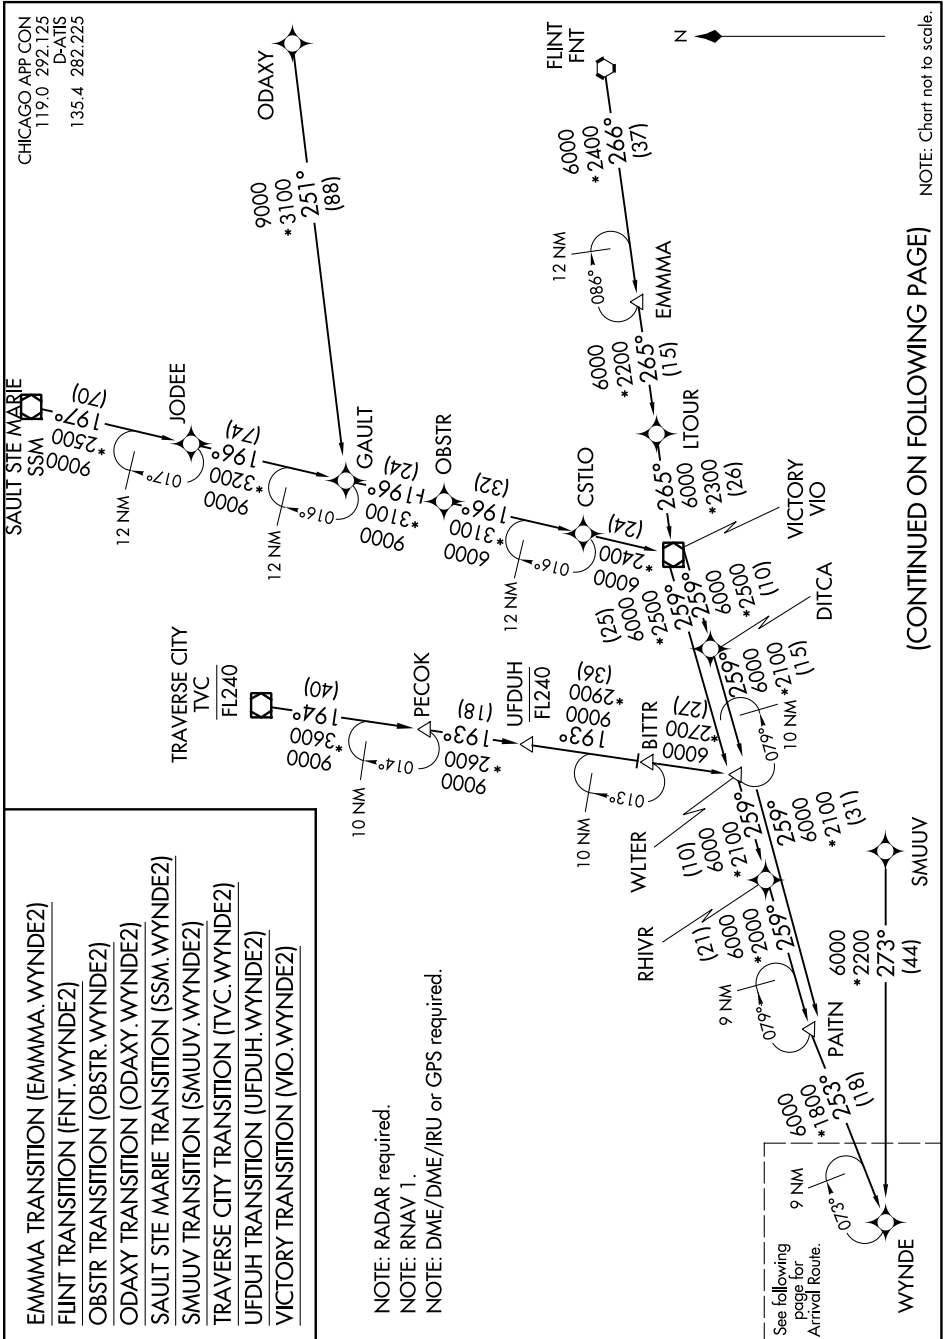 EMMMA TRANSITION (EMMMA.WYNDE2)
FLINT TRANSITION (FNT.WYNDE2)
OBSTR TRANSITION (OBSTR.WYNDE2)
ODAXY TRANSITION (ODAXY.WYNDE2)
SAULT STE MARIE TRANSITION (SSM.WYNDE2)
SMUUV TRANSITION (SMUUV.WYNDE2)
TRAVERSE CITY TRANSITION (TVC.WYNDE2)
UFDUH TRANSITION (UFDUH.WYNDE2)
VICTORY TRANSITION (VIO.WYNDE2)
NOTE: RADAR required.
NOTE: RNAV 1.
NOTE: DME/DME/IRU or GPS required.
CHICAGO APP CON
119.0 292.125
D-ATIS
135.4 282.225
SAULT STE MARIE
SSM
9000
*2500
197°
(70)
12 NM
017°
JODEE
9000
*3200
196°
(74)
12 NM
016°
ODAXY
9000
*3100
251°
(88)
GAULT
9000
*3100
196°
(24)
OBSTR
6000
*3100
196°
(32)
12 NM
016°
CSTLO
6000
*2400
196°
(24)
FLINT
FNT
6000
*2400
266°
(37)
12 NM
086°
EMMMA
6000
*2200
265°
(15)
LTOUR
265°
6000
*2300
(26)
VICTORY
VIO
(25)
6000
*2500
259°
259°
6000
*2500
(10)
DITCA
259°
6000
*2100
(15)
TRAVERSE CITY
TVC
FL240
9000
*3600
194°
(40)
10 NM
014°
PECOK
9000
*2600
193°
(18)
UFDUH
FL240
193°
9000
*2900
(36)
10 NM
013°
BITTR
6000
*2700
(27)
079°
10 NM
WLTER
(10)
6000
*2100
259°
259°
6000
*2100
(31)
RHIVR
(21)
6000
*2000
259°
9 NM
079°
PAITN
SMUUV
6000
*2200
273°
(44)
6000
*1800
253°
(18)
9 NM
073°
WYNDE
See following
page for
Arrival Route.
N
NOTE: Chart not to scale.
(CONTINUED ON FOLLOWING PAGE)